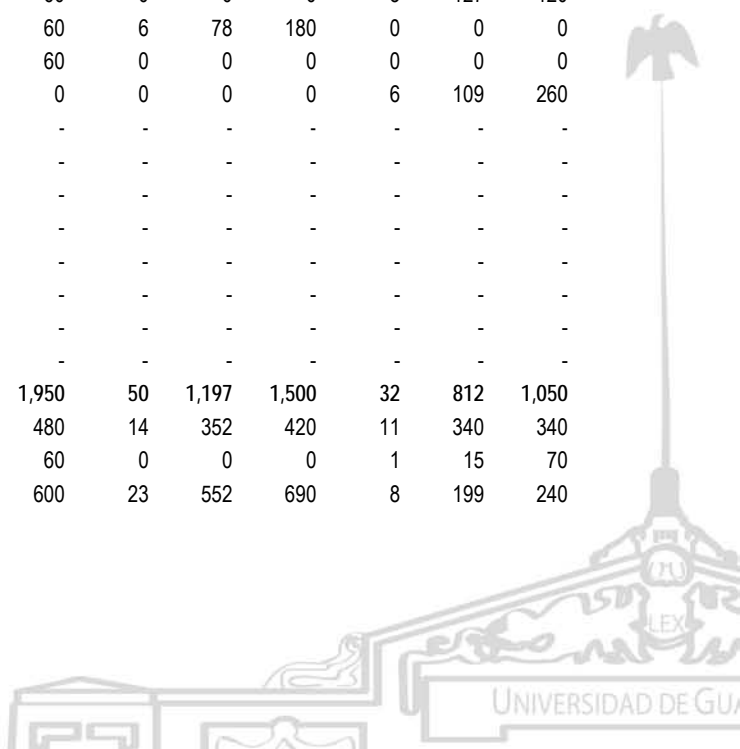 60 6 78 180 0 0 0
60 0 0 0 0 0 0
0 0 0 0 6 109 260
- - - - - - -
- - - - - - -
- - - - - - -
- - - - - - -
- - - - - - -
- - - - - - -
- - - - - - -
- - - - - - -
1,950 50 1,197 1,500 32 812 1,050
480 14 352 420 11 340 340
60 0 0 0 1 15 70
600 23 552 690 8 199 240
LEX
UNIVERSIDAD DE